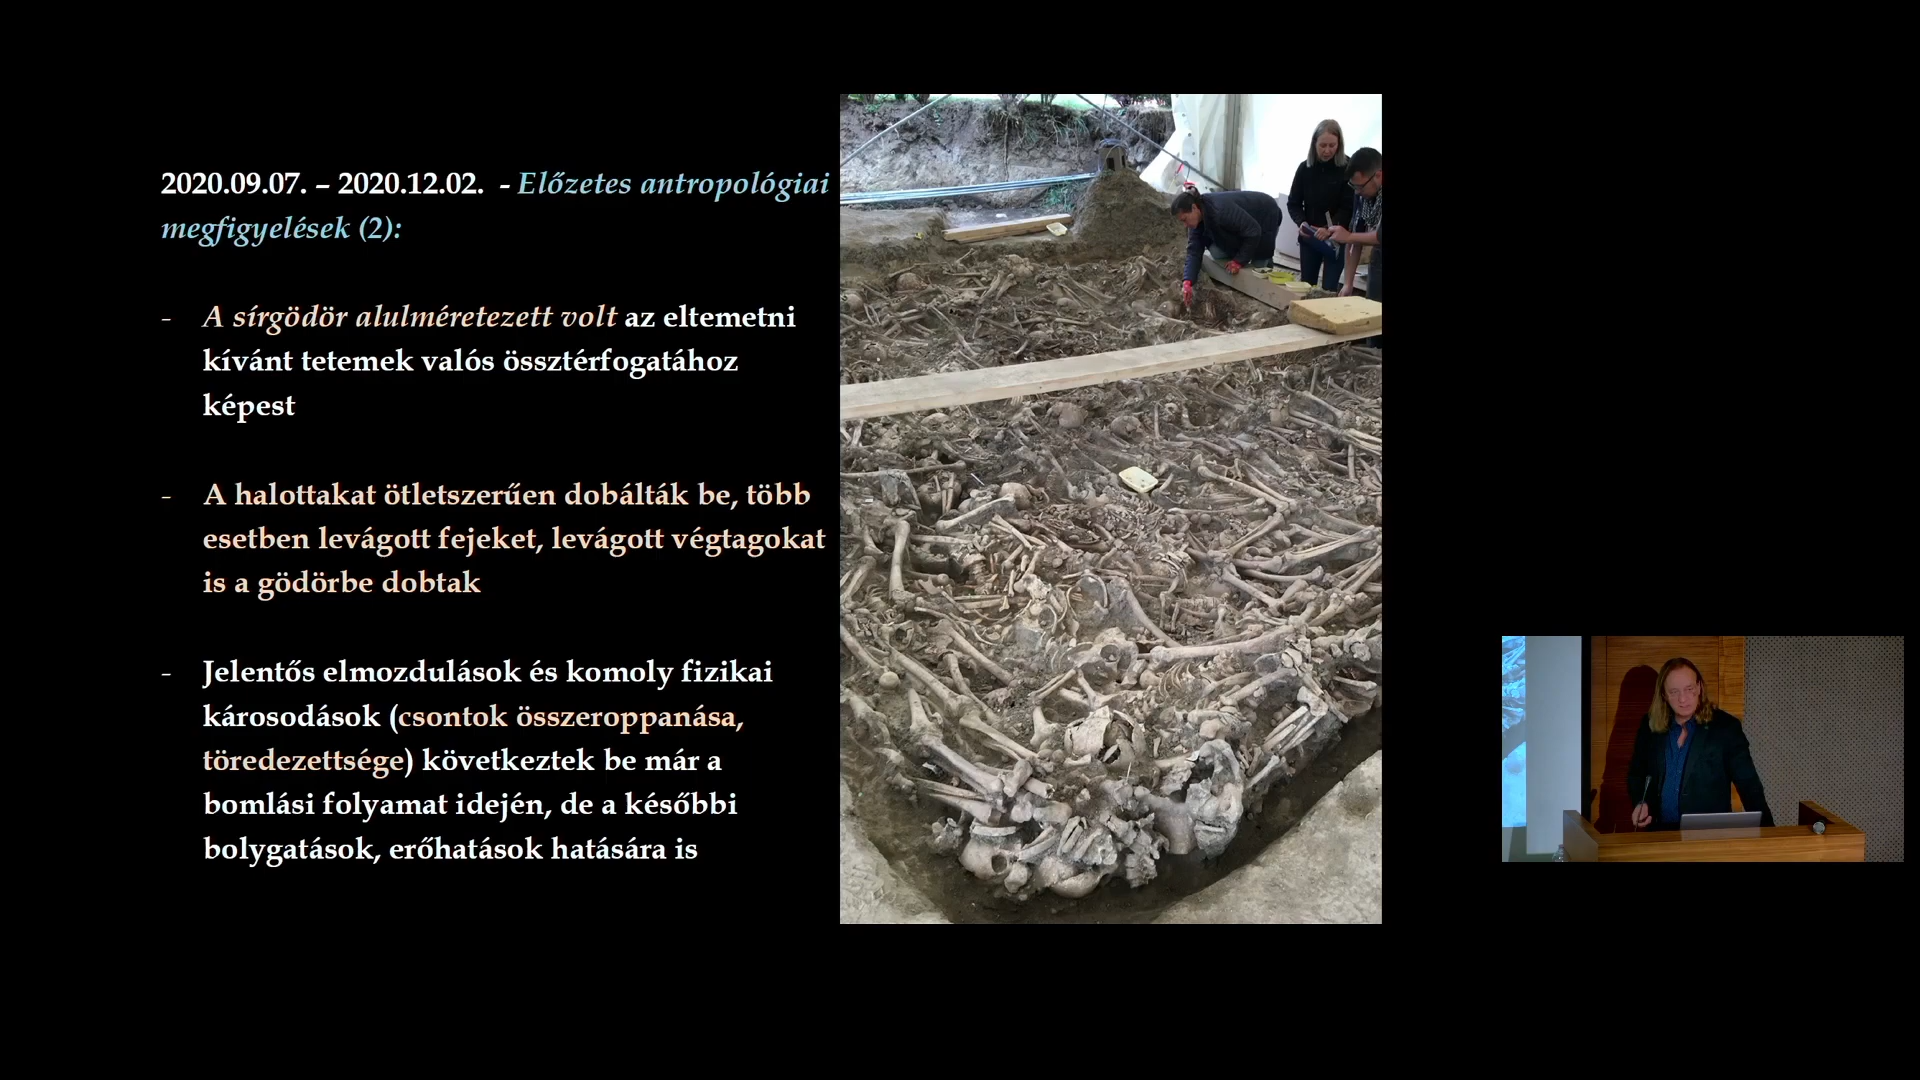 2020.09.07. – 2020.12.02. - Előzetes antropológiai
megfigyelések (2):
- A sírgödör alulméretezett volt az eltemetni
kívánt tetemek valós össztérfogatához
képest
- A halottakat ötletszerűen dobálták be, több
esetben levágott fejeket, levágott végtagokat
is a gödörbe dobtak
- Jelentős elmozdulások és komoly fizikai
károsodások (csontok összeroppanása,
töredezettsége) következtek be már a
bomlási folyamat idején, de a későbbi
bolygatások, erőhatások hatására is